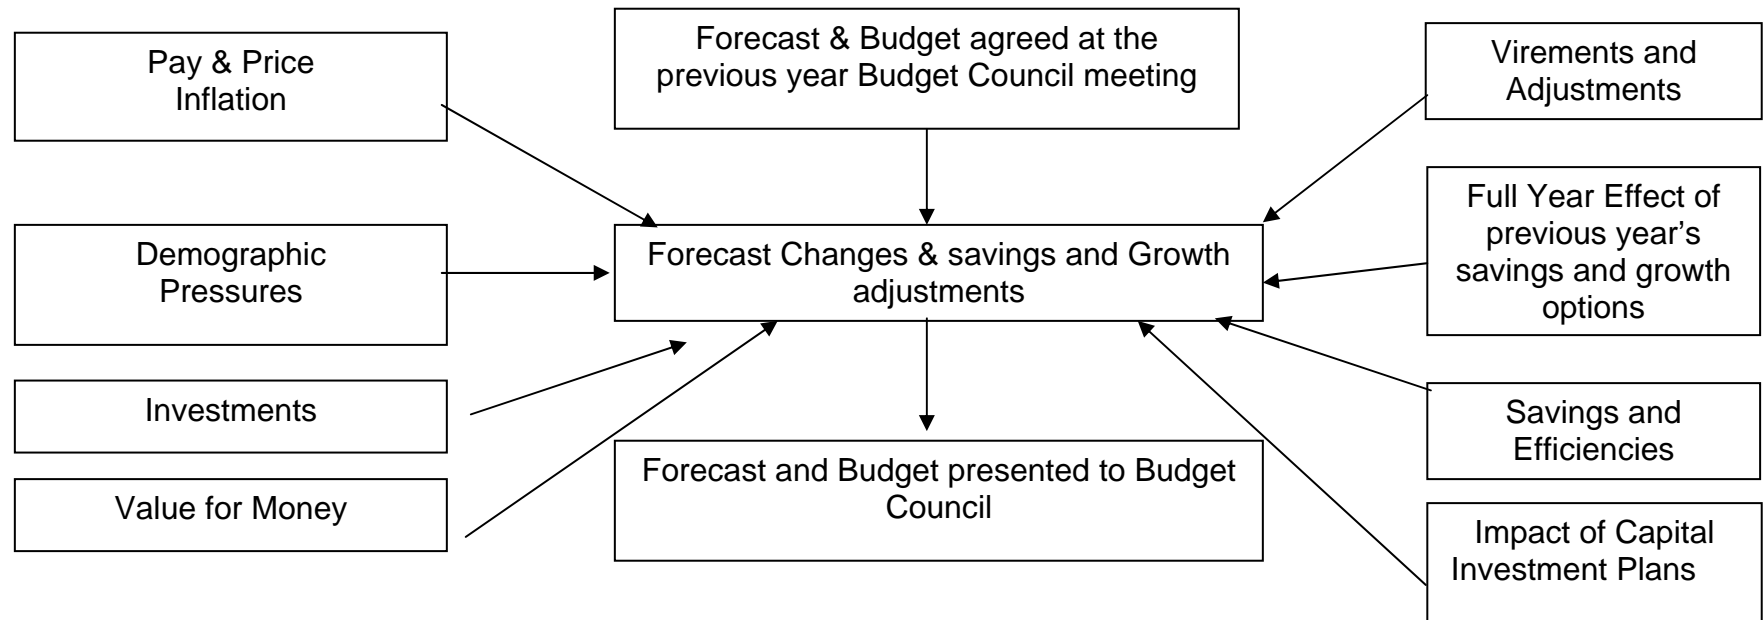 Pay & Price
Inflation
Forecast & Budget agreed at the
previous year Budget Council meeting
Virements and
Adjustments
Demographic
Pressures
Forecast Changes & savings and Growth
adjustments
Full Year Effect of
previous year's
savings and growth
options
Investments
Value for Money
Forecast and Budget presented to Budget
Council
Savings and
Efficiencies
Impact of Capital
Investment Plans